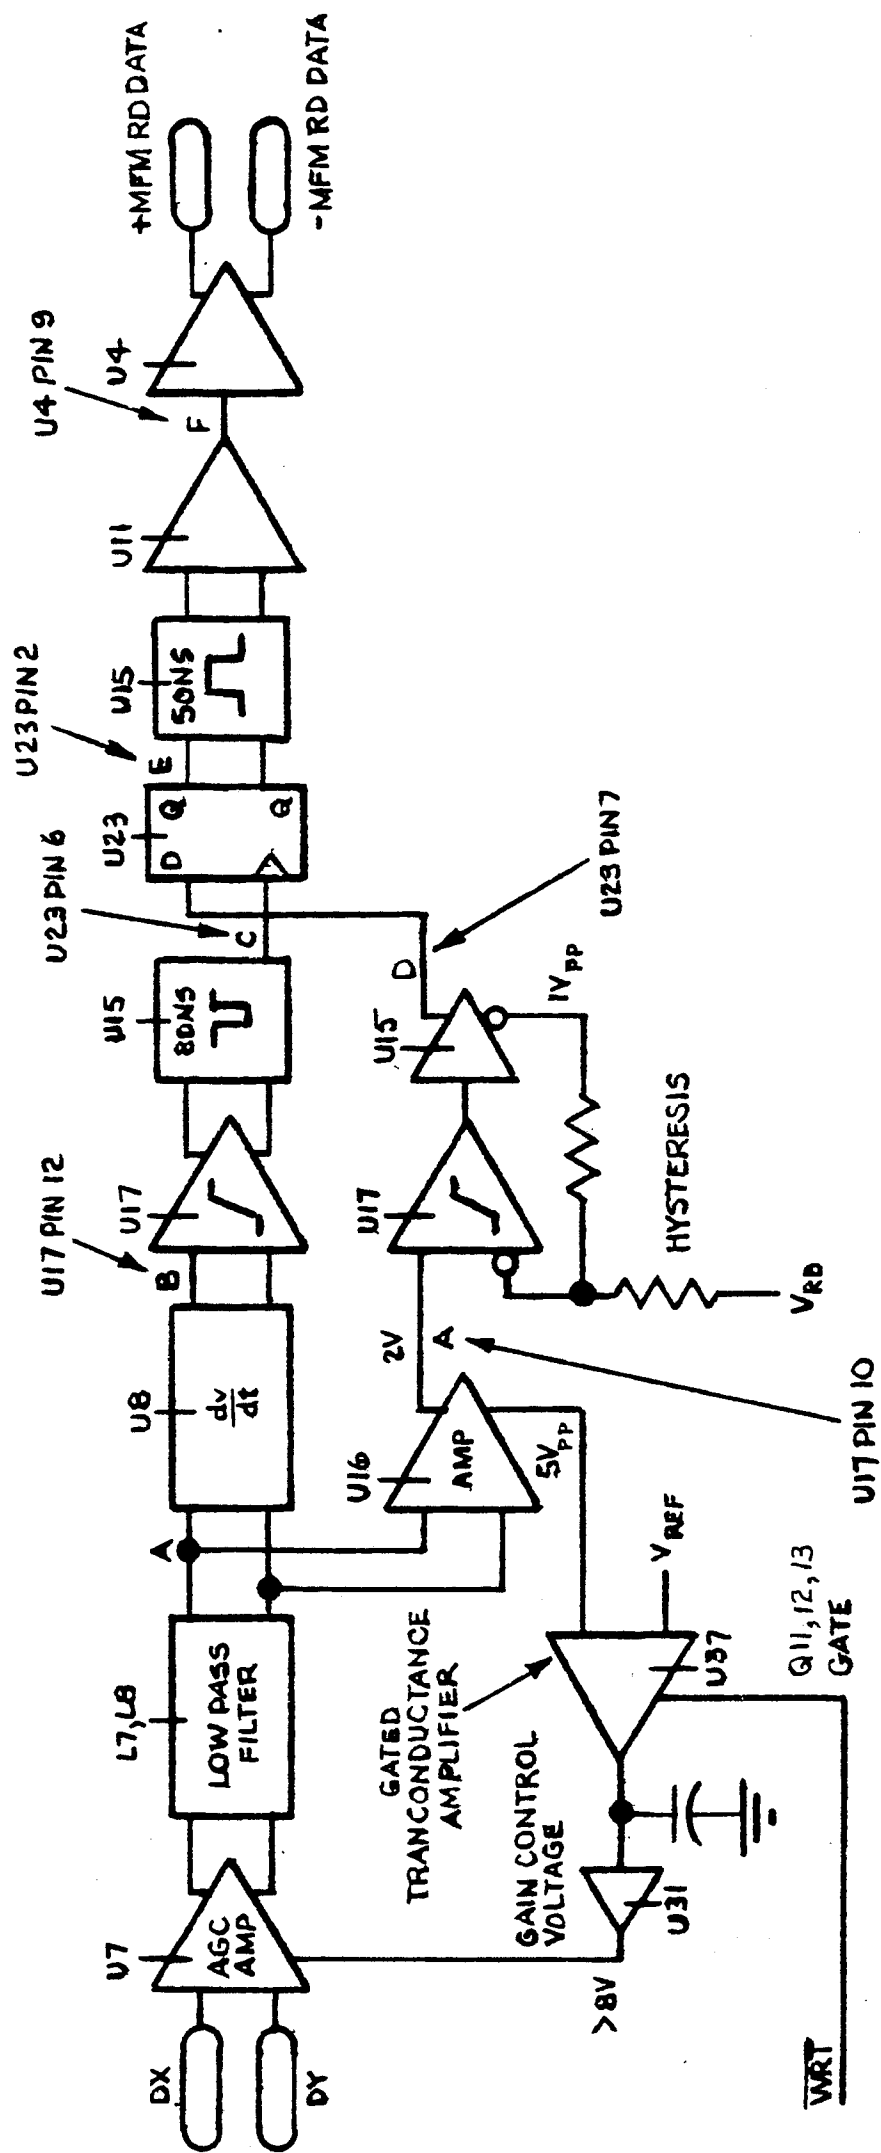 DX
DY
U7
AGC
AMP
L7, L8
LOW PASS
FILTER
A
U8
dv
dt
B
U17 PIN 12
U17
U15
80NS
C
U23 PIN 6
U23
D
Q
Q
E
U23 PIN 2
U15
50NS
U11
F
U4 PIN 9
U4
+MFM RD DATA
-MFM RD DATA
U16
AMP
2V
A
U17 PIN 10
5VPP
U17
U15
D
U23 PIN 7
1VPP
HYSTERESIS
VRD
GATED
TRANCONDUCTANCE
AMPLIFIER
VREF
U37
Q11, 12, 13
GATE
GAIN CONTROL
VOLTAGE
U31
>8V
WRT